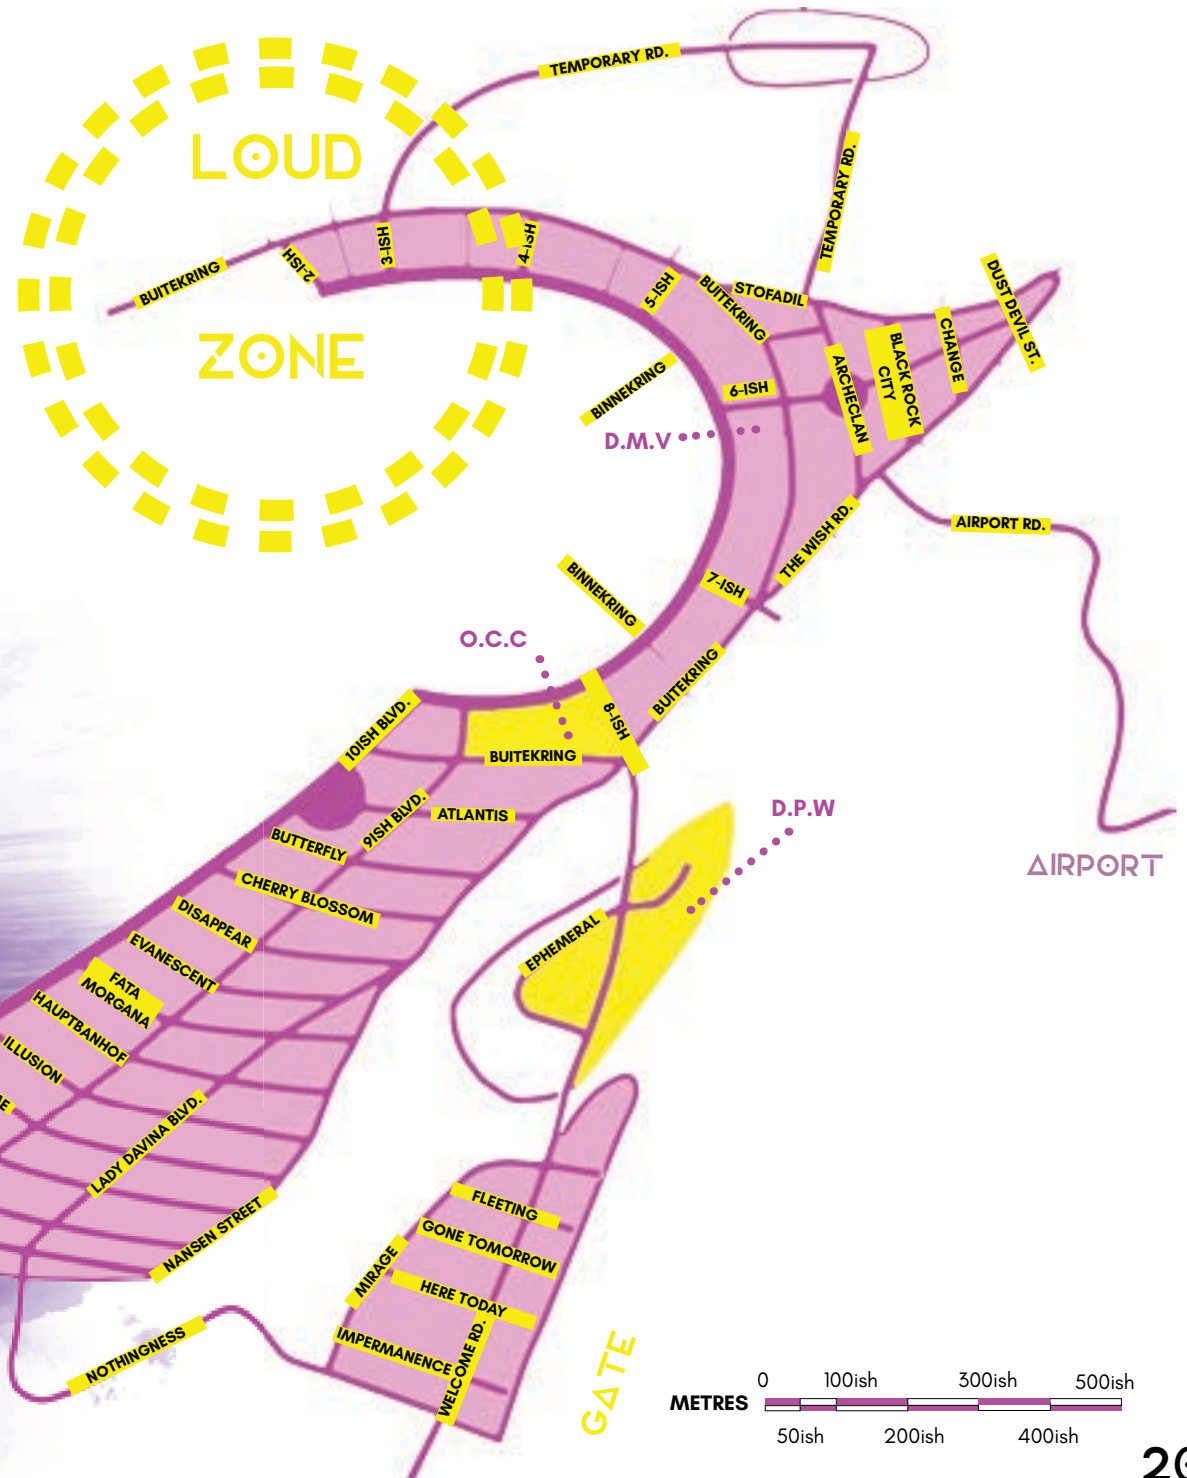 TEMPORARY RD.
LOUD
ZONE
TEMPORARY RD.
BUITEKRING
2-ISH
3-ISH
4-ISH
5-ISH
BUITEKRING
STOFADIL
DUST DEVIL ST.
CHANGE
BLACK ROCK
CITY
ARCHECLAN
6-ISH
BINNEKRING
D.M.V
AIRPORT RD.
THE WISH RD.
7-ISH
BINNEKRING
O.C.C
BUITEKRING
8-ISH
10ISH BLVD.
BUITEKRING
9ISH BLVD.
ATLANTIS
D.P.W
AIRPORT
BUTTERFLY
CHERRY BLOSSOM
DISAPPEAR
EPHEMERAL
EVANESCENT
FATA
MORGANA
HAUPTBANHOF
ILLUSION
LADY DAVINA BLVD.
NANSEN STREET
FLEETING
GONE TOMORROW
MIRAGE
HERE TODAY
IMPERMANENCE
WELCOME RD.
NOTHINGNESS
GATE
METRES
0 100ish 300ish 500ish
50ish 200ish 400ish